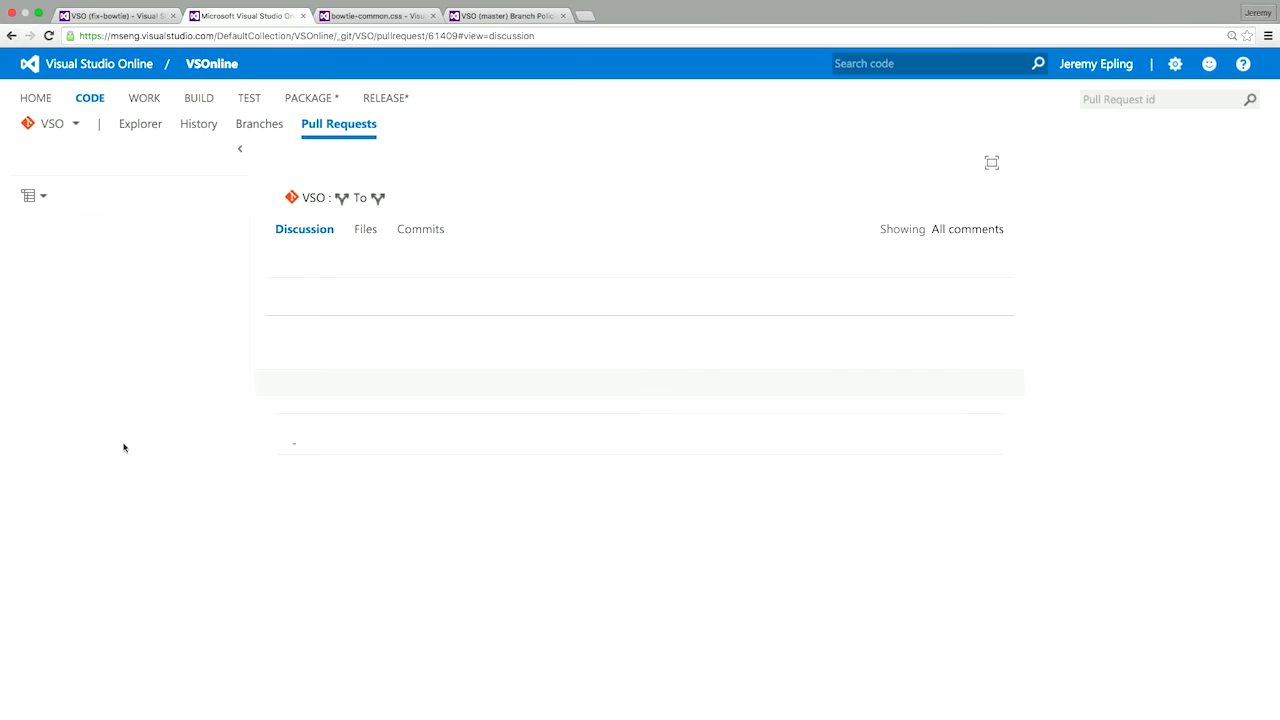 VSO (fix-bowtie) - Visual S
Microsoft Visual Studio On
bowtie-common.css - Visu
VSO (master) Branch Polic
Jeremy
https://mseng.visualstudio.com/DefaultCollection/VSOnline/_git/VSO/pullrequest/61409#view=discussion
Visual Studio Online / VSOnline
Search code
Jeremy Epling |
HOME CODE WORK BUILD TEST PACKAGE * RELEASE*
Pull Request id
VSO | Explorer History Branches Pull Requests
VSO : To
Discussion Files Commits
Showing All comments
-